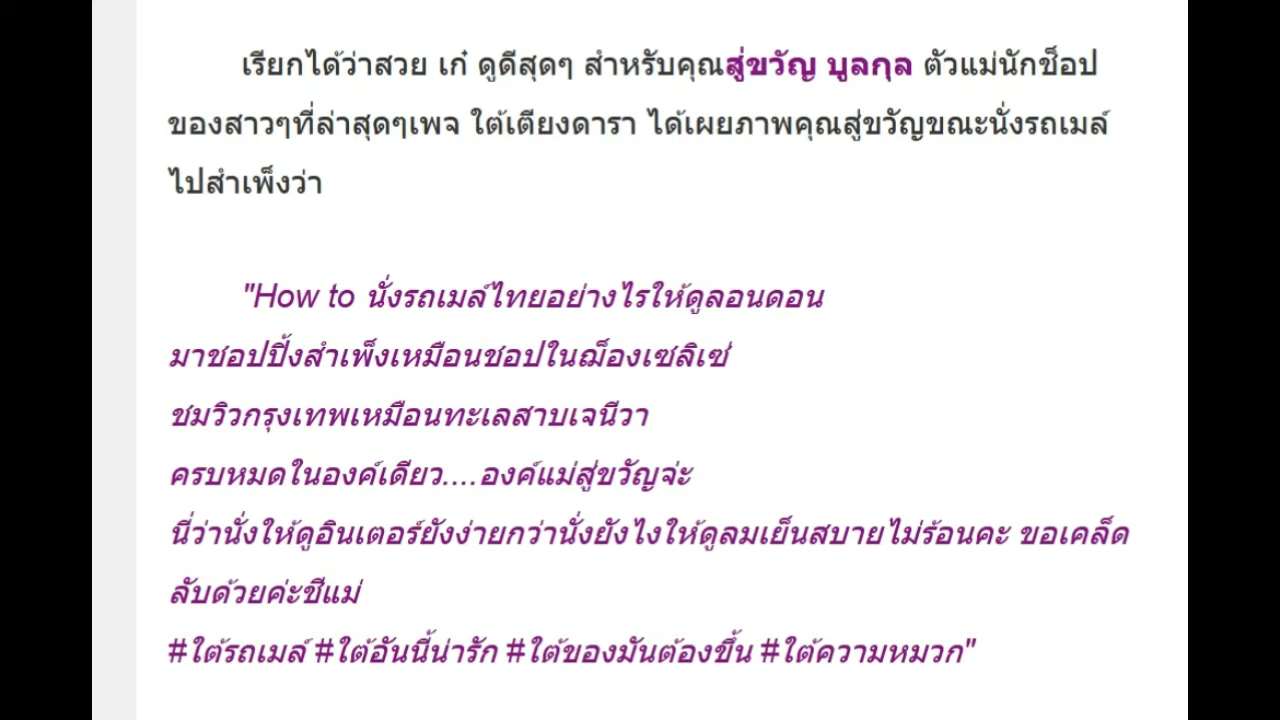 เรียกได้ว่าสวย เก๋ ดูดีสุดๆ สำหรับคุณสู่ขวัญ บูลกุล ตัวแม่นักช็อป
ของสาวๆที่ล่าสุดๆเพจ ใต้เตียงดารา ได้เผยภาพคุณสู่ขวัญขณะนั่งรถเมล์
ไปสำเพ็งว่า
"How to นั่งรถเมล์ไทยอย่างไรให้ดูลอนดอน
มาชอปปิ้งสำเพ็งเหมือนชอปในฌ็องเซลิเซ่
ชมวิวกรุงเทพเหมือนทะเลสาบเจนีวา
ครบหมดในองค์เดียว....องค์แม่สู่ขวัญจ่ะ
นี่ว่านั่งให้ดูอินเตอร์ยังง่ายกว่านั่งยังไงให้ดูลมเย็นสบายไม่ร้อนคะ ขอเคล็ด
ลับด้วยค่ะชีแม่
#ใต้รถเมล์ #ใต้อันนี้น่ารัก #ใต้ของมันต้องขึ้น #ใต้ความหมวก"